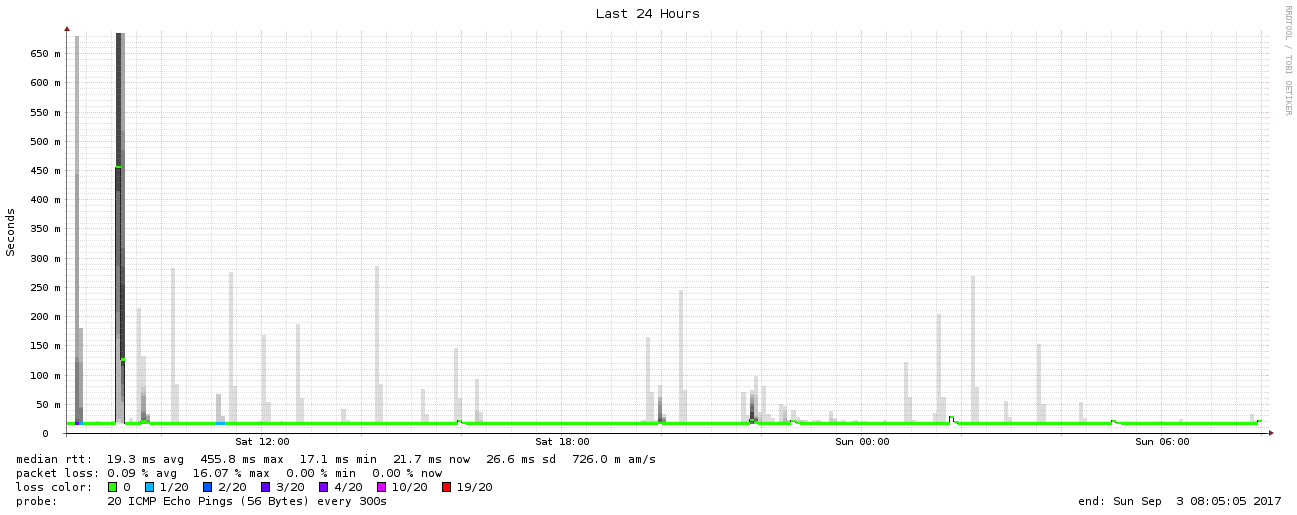 Last 24 Hours
RRDTOOL / TOBI OETIKER
Seconds
650 m
600 m
550 m
500 m
450 m
400 m
350 m
300 m
250 m
200 m
150 m
100 m
50 m
0
Sat 12:00 Sat 18:00 Sun 00:00 Sun 06:00
median rtt: 19.3 ms avg 455.8 ms max 17.1 ms min 21.7 ms now 26.6 ms sd 726.0 m am/s
packet loss: 0.09 % avg 16.07 % max 0.00 % min 0.00 % now
loss color: 0 1/20 2/20 3/20 4/20 10/20 19/20
probe: 20 ICMP Echo Pings (56 Bytes) every 300s end: Sun Sep 3 08:05:05 2017